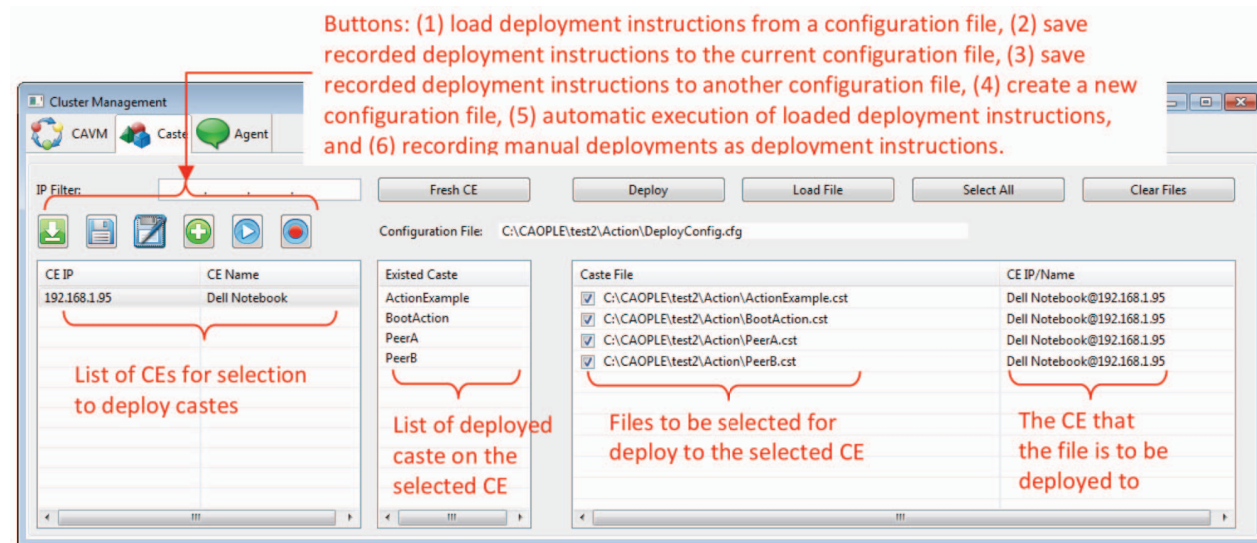 Buttons: (1) load deployment instructions from a configuration file, (2) save
recorded deployment instructions to the current configuration file, (3) save
recorded deployment instructions to another configuration file, (4) create a new
configuration file, (5) automatic execution of loaded deployment instructions,
and (6) recording manual deployments as deployment instructions.
Cluster Management
CAVM Caste Agent
IP Filter: . . . Fresh CE Deploy Load File Select All Clear Files
Configuration File: C:\CAOPLE\test2\Action\DeployConfig.cfg
CE IP CE Name Existed Caste Caste File CE IP/Name
192.168.1.95 Dell Notebook ActionExample C:\CAOPLE\test2\Action\ActionExample.cst Dell Notebook@192.168.1.95
BootAction C:\CAOPLE\test2\Action\BootAction.cst Dell Notebook@192.168.1.95
PeerA C:\CAOPLE\test2\Action\PeerA.cst Dell Notebook@192.168.1.95
PeerB C:\CAOPLE\test2\Action\PeerB.cst Dell Notebook@192.168.1.95
List of CEs for selection
to deploy castes
List of deployed
caste on the
selected CE
Files to be selected for
deploy to the selected CE
The CE that
the file is to be
deployed to